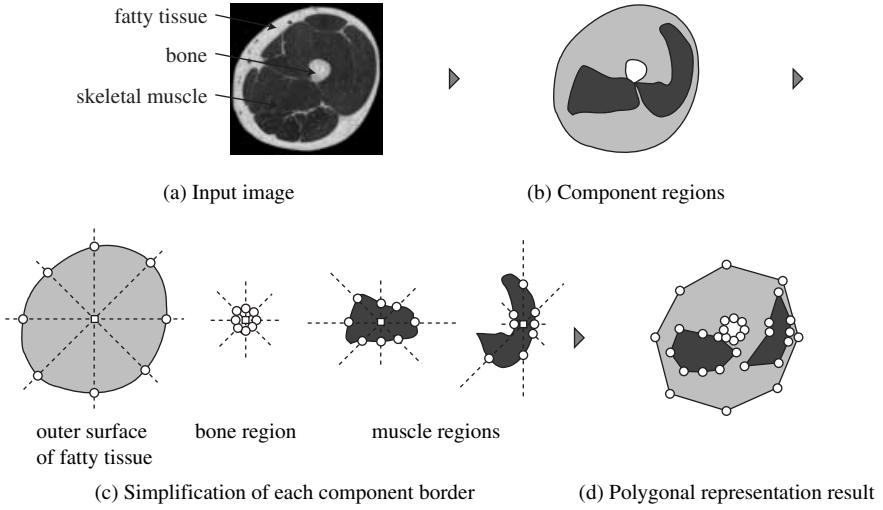 fatty tissue
bone
skeletal muscle
(a) Input image
(b) Component regions
outer surface
of fatty tissue
bone region
muscle regions
(c) Simplification of each component border
(d) Polygonal representation result